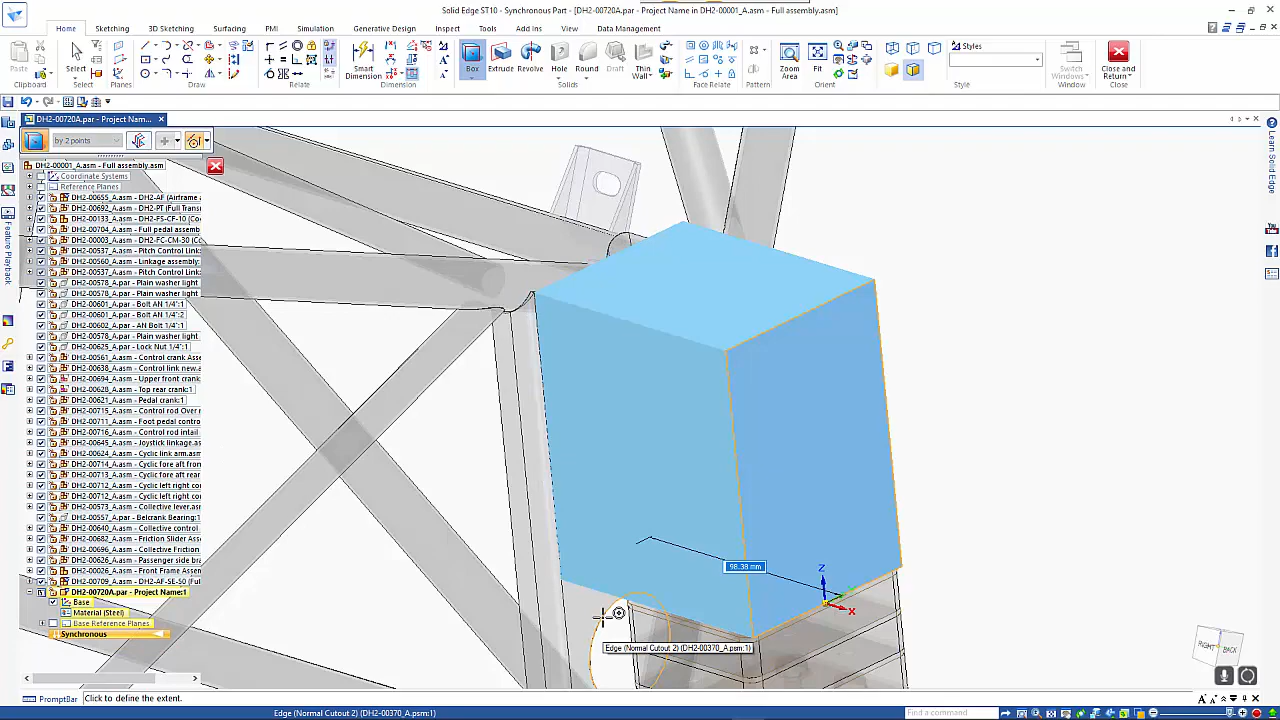 Solid Edge ST10 - Synchronous Part - [DH2-00720A.par - Project Name in DH2-00001_A.asm - Full assembly.asm]
Home Sketching 3D Sketching Surfacing PMI Simulation Generative Design Inspect Tools Add Ins View Data Management
Paste Select Smart Dimension Box Extrude Revolve Hole Round Draft Thin Wall Zoom Area Fit Styles Switch Windows Close and Return
Clipboard Select Planes Draw Relate Dimension Solids Face Relate Pattern Orient Style Window Close
DH2-00720A.par - Project Nam...
by 2 points
DH2-00001_A.asm - Full assembly.asm
Coordinate Systems
Reference Planes
DH2-00655_A.asm - DH2-AF (Airframe
DH2-00692_A.asm - DH2-PT (Full Trans
DH2-00133_A.asm - DH2-FS-CF-10 (Co
DH2-00704_A.asm - Full pedal assemb
DH2-00003_A.asm - DH2-FC-CM-30 (C
DH2-00537_A.asm - Pitch Control Link:
DH2-00560_A.asm - Linkage assembly:
DH2-00537_A.asm - Pitch Control Link:
DH2-00578_A.par - Plain washer light
DH2-00578_A.par - Plain washer light
DH2-00601_A.par - Bolt AN 1/4":1
DH2-00601_A.par - Bolt AN 1/4":2
DH2-00602_A.par - AN Bolt 1/4":1
DH2-00578_A.par - Plain washer light
DH2-00625_A.par - Lock Nut 1/4":1
DH2-00561_A.asm - Control crank Asse
DH2-00638_A.asm - Control link new.a
DH2-00694_A.asm - Upper front crank:
DH2-00628_A.asm - Top rear crank:1
DH2-00621_A.asm - Pedal crank:1
DH2-00715_A.asm - Control rod Over r
DH2-00711_A.asm - Foot pedal contro
DH2-00716_A.asm - Control rod intail
DH2-00645_A.asm - Joystick linkage.as
DH2-00624_A.asm - Cyclic link arm.asm
DH2-00714_A.asm - Cyclic fore aft fron
DH2-00713_A.asm - Cyclic fore aft rear
DH2-00712_A.asm - Cyclic left right cor
DH2-00712_A.asm - Cyclic left right cor
DH2-00503_A.asm - Collective lever.asm
DH2-00557_A.par - Belcrank Bearing:1
DH2-00640_A.asm - Collective control
DH2-00682_A.asm - Friction Slider Asse
DH2-00696_A.asm - Collective Friction
DH2-00626_A.asm - Passenger side bra
DH2-00026_A.asm - Front Frame Assem
DH2-00709_A.asm - DH2-AF-SE-50 (Ful
DH2-00720A.par - Project Name:1
Base
Material (Steel)
Base Reference Planes
Synchronous
Feature Playback
Learn Solid Edge
98.38 mm
Z
X
Edge (Normal Cutout 2) (DH2-00370_A.psm:1)
RIGHT BACK
PromptBar Click to define the extent.
Edge (Normal Cutout 2) (DH2-00370_A.psm:1)
Find a command